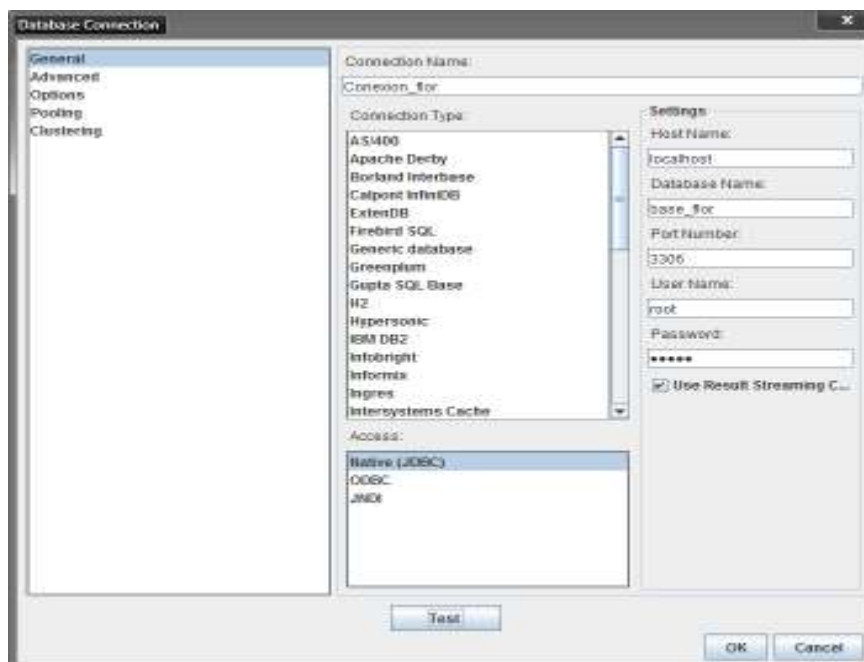 Database Connection
General
Advanced
Options
Pooling
Clustering
Connection Name:
Conexion_flor
Connection Type:
AS/400
Apache Derby
Borland Interbase
Calpont InfiniDB
ExtenDB
Firebird SQL
Generic database
Greenplum
Gupta SQL Base
H2
Hypersonic
IBM DB2
Infobright
Informix
Ingres
Intersystems Cache
Access:
Native (JDBC)
ODBC
JNDI
Settings
Host Name:
localhost
Database Name:
base_flor
Port Number:
3306
User Name:
root
Password:
•••••
Use Result Streaming C...
Test
OK
Cancel